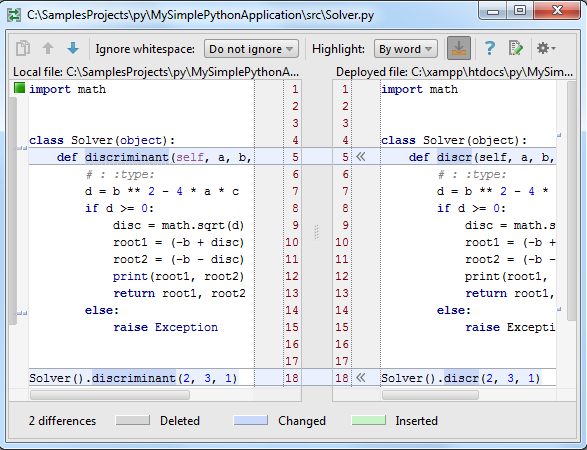 C:\SamplesProjects\py\MySimplePythonApplication\src\Solver.py
Ignore whitespace: Do not ignore Highlight: By word
Local file: C:\SamplesProjects\py\MySimplePythonA... Deployed file: C:\xampp\htdocs\py\MySim...
import math 1 1 import math
2 2
3 3
class Solver(object): 4 4 class Solver(object):
def discriminant(self, a, b, 5 5 def discr(self, a, b,
# : :type: 6 6 # : :type:
d = b ** 2 - 4 * a * c 7 7 d = b ** 2 - 4 *
if d >= 0: 8 8 if d >= 0:
disc = math.sqrt(d) 9 9 disc = math.s
root1 = (-b + disc) 10 10 root1 = (-b +
root2 = (-b - disc) 11 11 root2 = (-b -
print(root1, root2) 12 12 print(root1,
return root1, root2 13 13 return root1,
else: 14 14 else:
raise Exception 15 15 raise Excepti
16 16
17 17
Solver().discriminant(2, 3, 1) 18 18 Solver().discr(2, 3, 1)
2 differences Deleted Changed Inserted